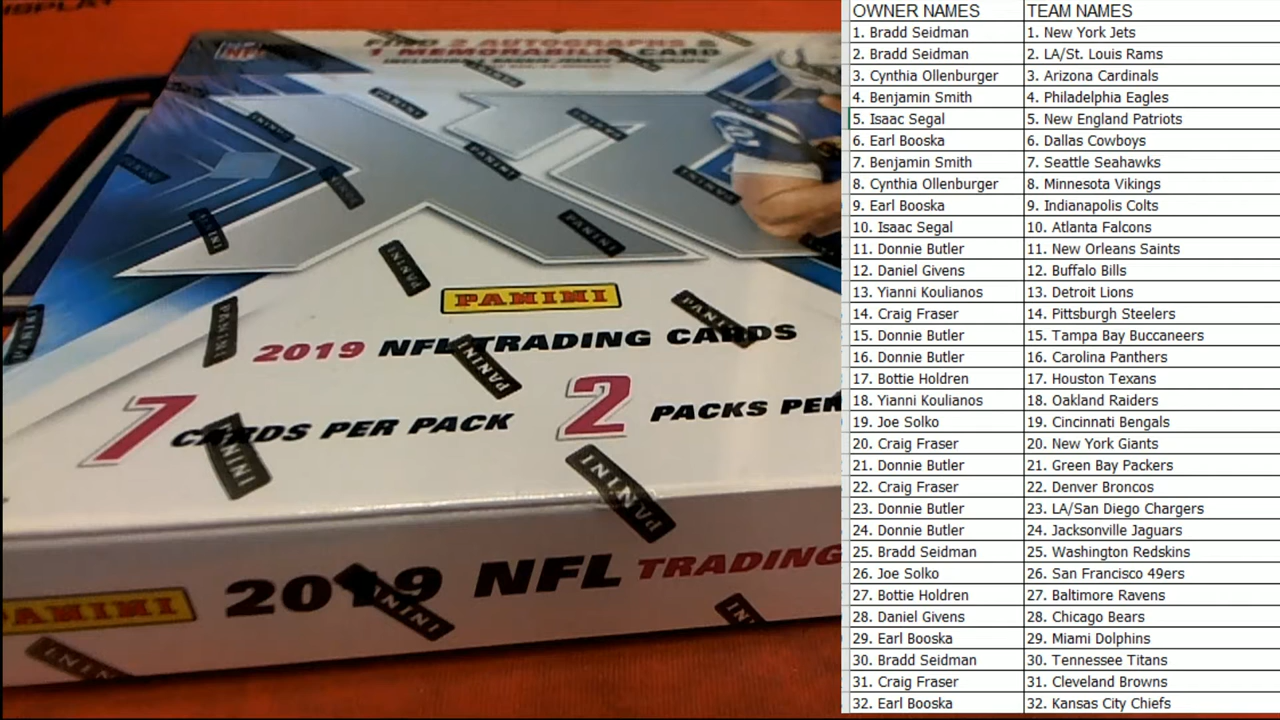 NFL
FIND 2 AUTOGRAPHS &
1 MEMORABILIA CARD
PANINI
2019 NFL TRADING CARDS
7 CARDS PER PACK
2 PACKS PER
PANINI
2019 NFL TRADING
OWNER NAMES TEAM NAMES
1. Bradd Seidman 1. New York Jets
2. Bradd Seidman 2. LA/St. Louis Rams
3. Cynthia Ollenburger 3. Arizona Cardinals
4. Benjamin Smith 4. Philadelphia Eagles
5. Isaac Segal 5. New England Patriots
6. Earl Booska 6. Dallas Cowboys
7. Benjamin Smith 7. Seattle Seahawks
8. Cynthia Ollenburger 8. Minnesota Vikings
9. Earl Booska 9. Indianapolis Colts
10. Isaac Segal 10. Atlanta Falcons
11. Donnie Butler 11. New Orleans Saints
12. Daniel Givens 12. Buffalo Bills
13. Yianni Koulianos 13. Detroit Lions
14. Craig Fraser 14. Pittsburgh Steelers
15. Donnie Butler 15. Tampa Bay Buccaneers
16. Donnie Butler 16. Carolina Panthers
17. Bottie Holdren 17. Houston Texans
18. Yianni Koulianos 18. Oakland Raiders
19. Joe Solko 19. Cincinnati Bengals
20. Craig Fraser 20. New York Giants
21. Donnie Butler 21. Green Bay Packers
22. Craig Fraser 22. Denver Broncos
23. Donnie Butler 23. LA/San Diego Chargers
24. Donnie Butler 24. Jacksonville Jaguars
25. Bradd Seidman 25. Washington Redskins
26. Joe Solko 26. San Francisco 49ers
27. Bottie Holdren 27. Baltimore Ravens
28. Daniel Givens 28. Chicago Bears
29. Earl Booska 29. Miami Dolphins
30. Bradd Seidman 30. Tennessee Titans
31. Craig Fraser 31. Cleveland Browns
32. Earl Booska 32. Kansas City Chiefs